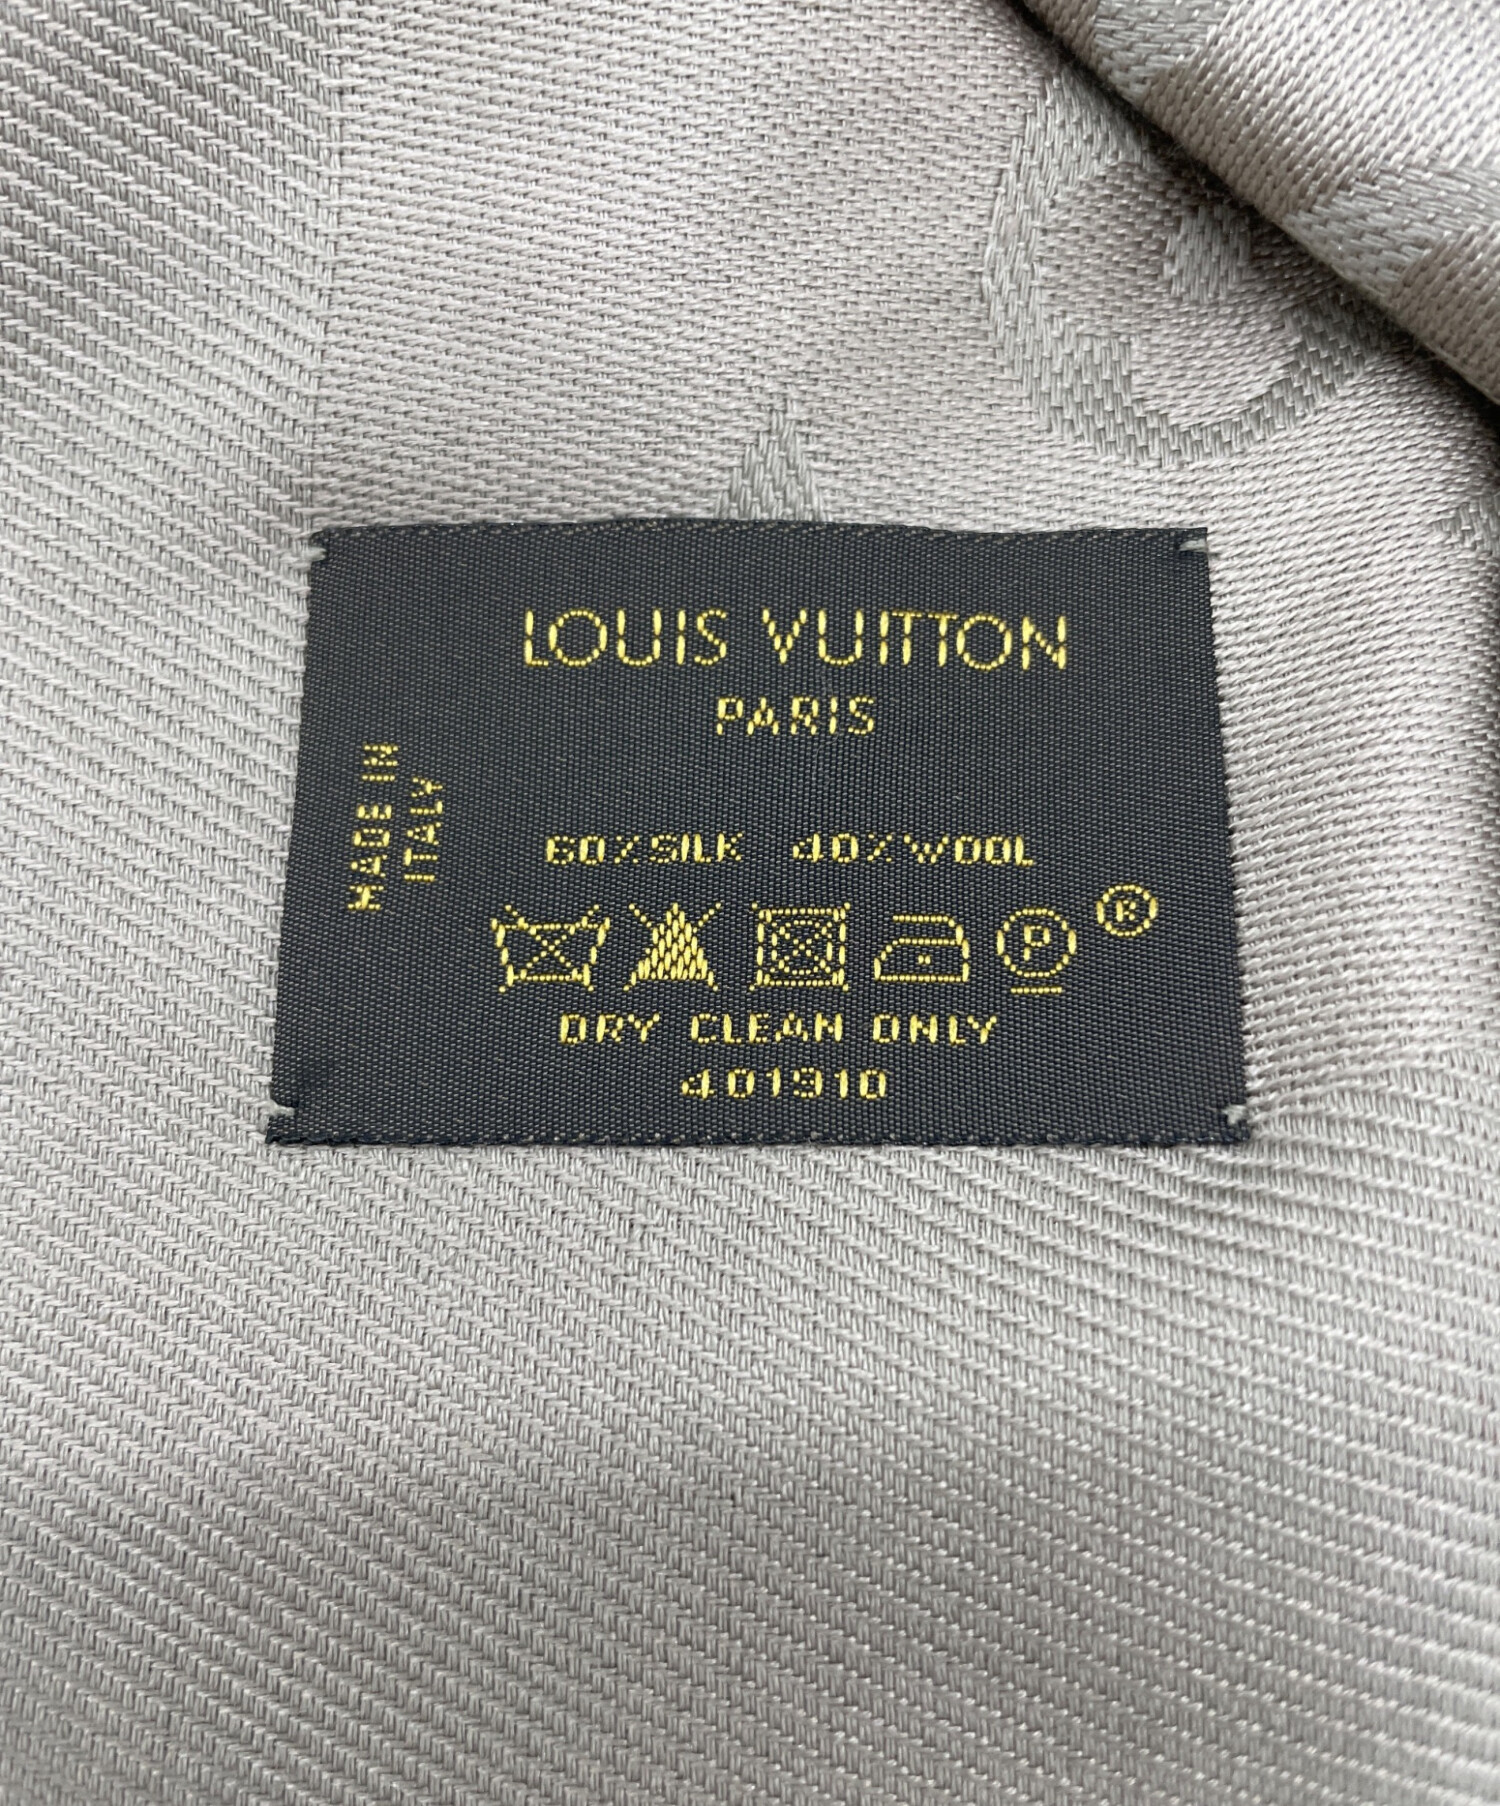 LOUIS VUITTON
PARIS
MADE IN
ITALY
60% SILK 40% WOOL
P
®
DRY CLEAN ONLY
401910